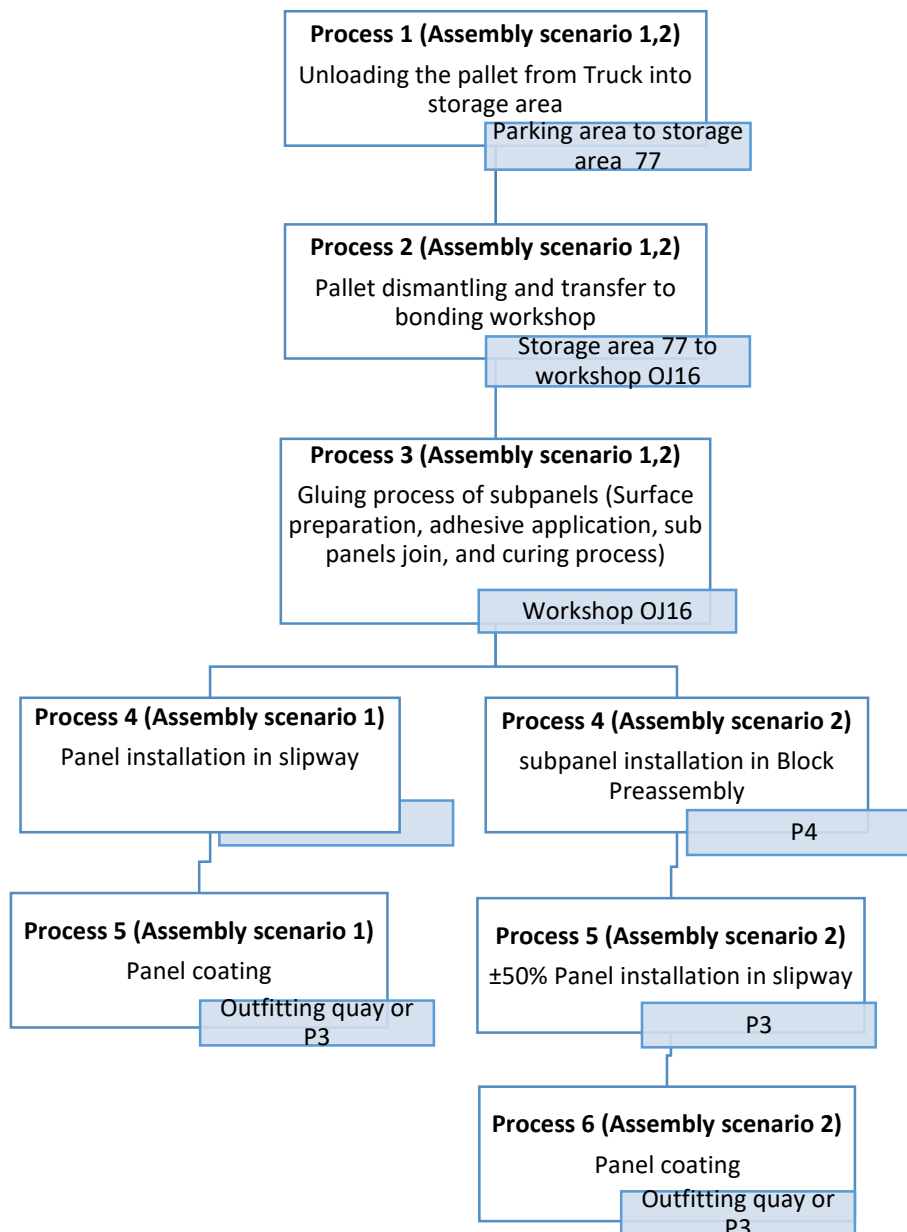 Process 1 (Assembly scenario 1,2)
Unloading the pallet from Truck into
storage area
Parking area to storage
area 77
Process 2 (Assembly scenario 1,2)
Pallet dismantling and transfer to
bonding workshop
Storage area 77 to
workshop OJ16
Process 3 (Assembly scenario 1,2)
Gluing process of subpanels (Surface
preparation, adhesive application, sub
panels join, and curing process)
Workshop OJ16
Process 4 (Assembly scenario 1)
Panel installation in slipway
Process 4 (Assembly scenario 2)
subpanel installation in Block
Preassembly
P4
Process 5 (Assembly scenario 1)
Panel coating
Outfitting quay or
P3
Process 5 (Assembly scenario 2)
±50% Panel installation in slipway
P3
Process 6 (Assembly scenario 2)
Panel coating
Outfitting quay or
P3